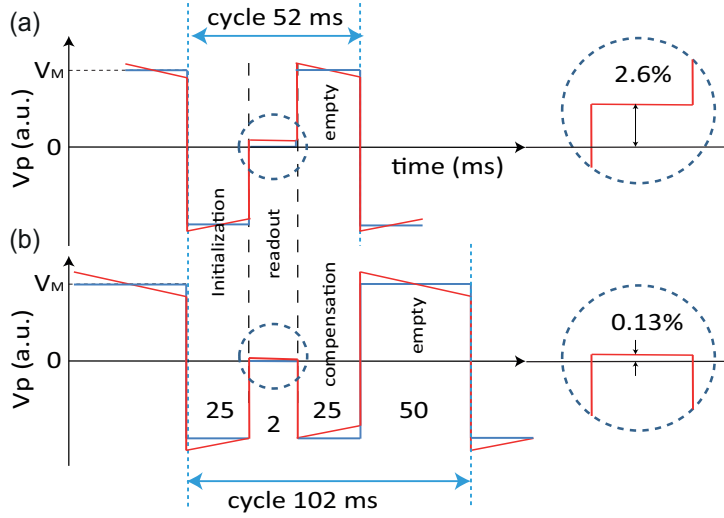 (a)
cycle 52 ms
V_M
Vp (a.u.)
0
empty
time (ms)
2.6%
Initialization
readout
(b)
V_M
Vp (a.u.)
0
compensation
empty
0.13%
25
2
25
50
cycle 102 ms